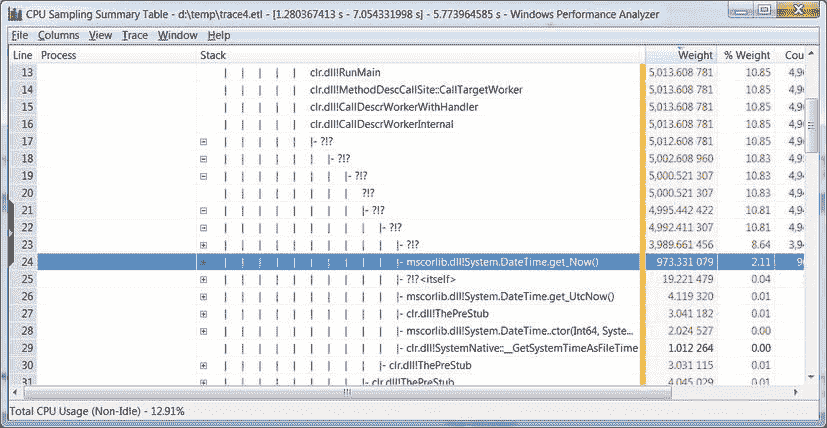 CPU Sampling Summary Table - d:\temp\trace4.etl - [1.280367413 s - 7.054331998 s] - 5.773964585 s - Windows Performance Analyzer
File Columns View Trace Window Help
Line Process Stack Weight % Weight Cou
13 clr.dll!RunMain 5,013.608 781 10.85 4,9
14 clr.dll!MethodDescCallSite::CallTargetWorker 5,013.608 781 10.85 4,9
15 clr.dll!CallDescrWorkerWithHandler 5,013.608 781 10.85 4,9
16 clr.dll!CallDescrWorkerInternal 5,013.608 781 10.85 4,9
17 |- ?!? 5,012.608 781 10.85 4,9
18 |- ?!? 5,002.608 960 10.83 4,9
19 |- ?!? 5,000.521 307 10.83 4,9
20 ?!? 5,000.521 307 10.83 4,9
21 |- ?!? 4,995.442 422 10.81 4,9
22 |- ?!? 4,992.411 307 10.81 4,9
23 |- ?!? 3,989.661 456 8.64 3,9
24 |- mscorlib.dll!System.DateTime.get_Now() 973.331 079 2.11 9
25 |- ?!?<itself> 19.221 479 0.04
26 |- mscorlib.dll!System.DateTime.get_UtcNow() 4.119 320 0.01
27 |- clr.dll!ThePreStub 3.041 182 0.01
28 |- mscorlib.dll!System.DateTime..ctor(Int64, Syste... 2.024 527 0.00
29 |- clr.dll!SystemNative::__GetSystemTimeAsFileTime 1.012 264 0.00
30 |- clr.dll!ThePreStub 3.031 115 0.01
31 |- clr.dll!ThePreStub 4.045 029 0.01
Total CPU Usage (Non-Idle) - 12.91%